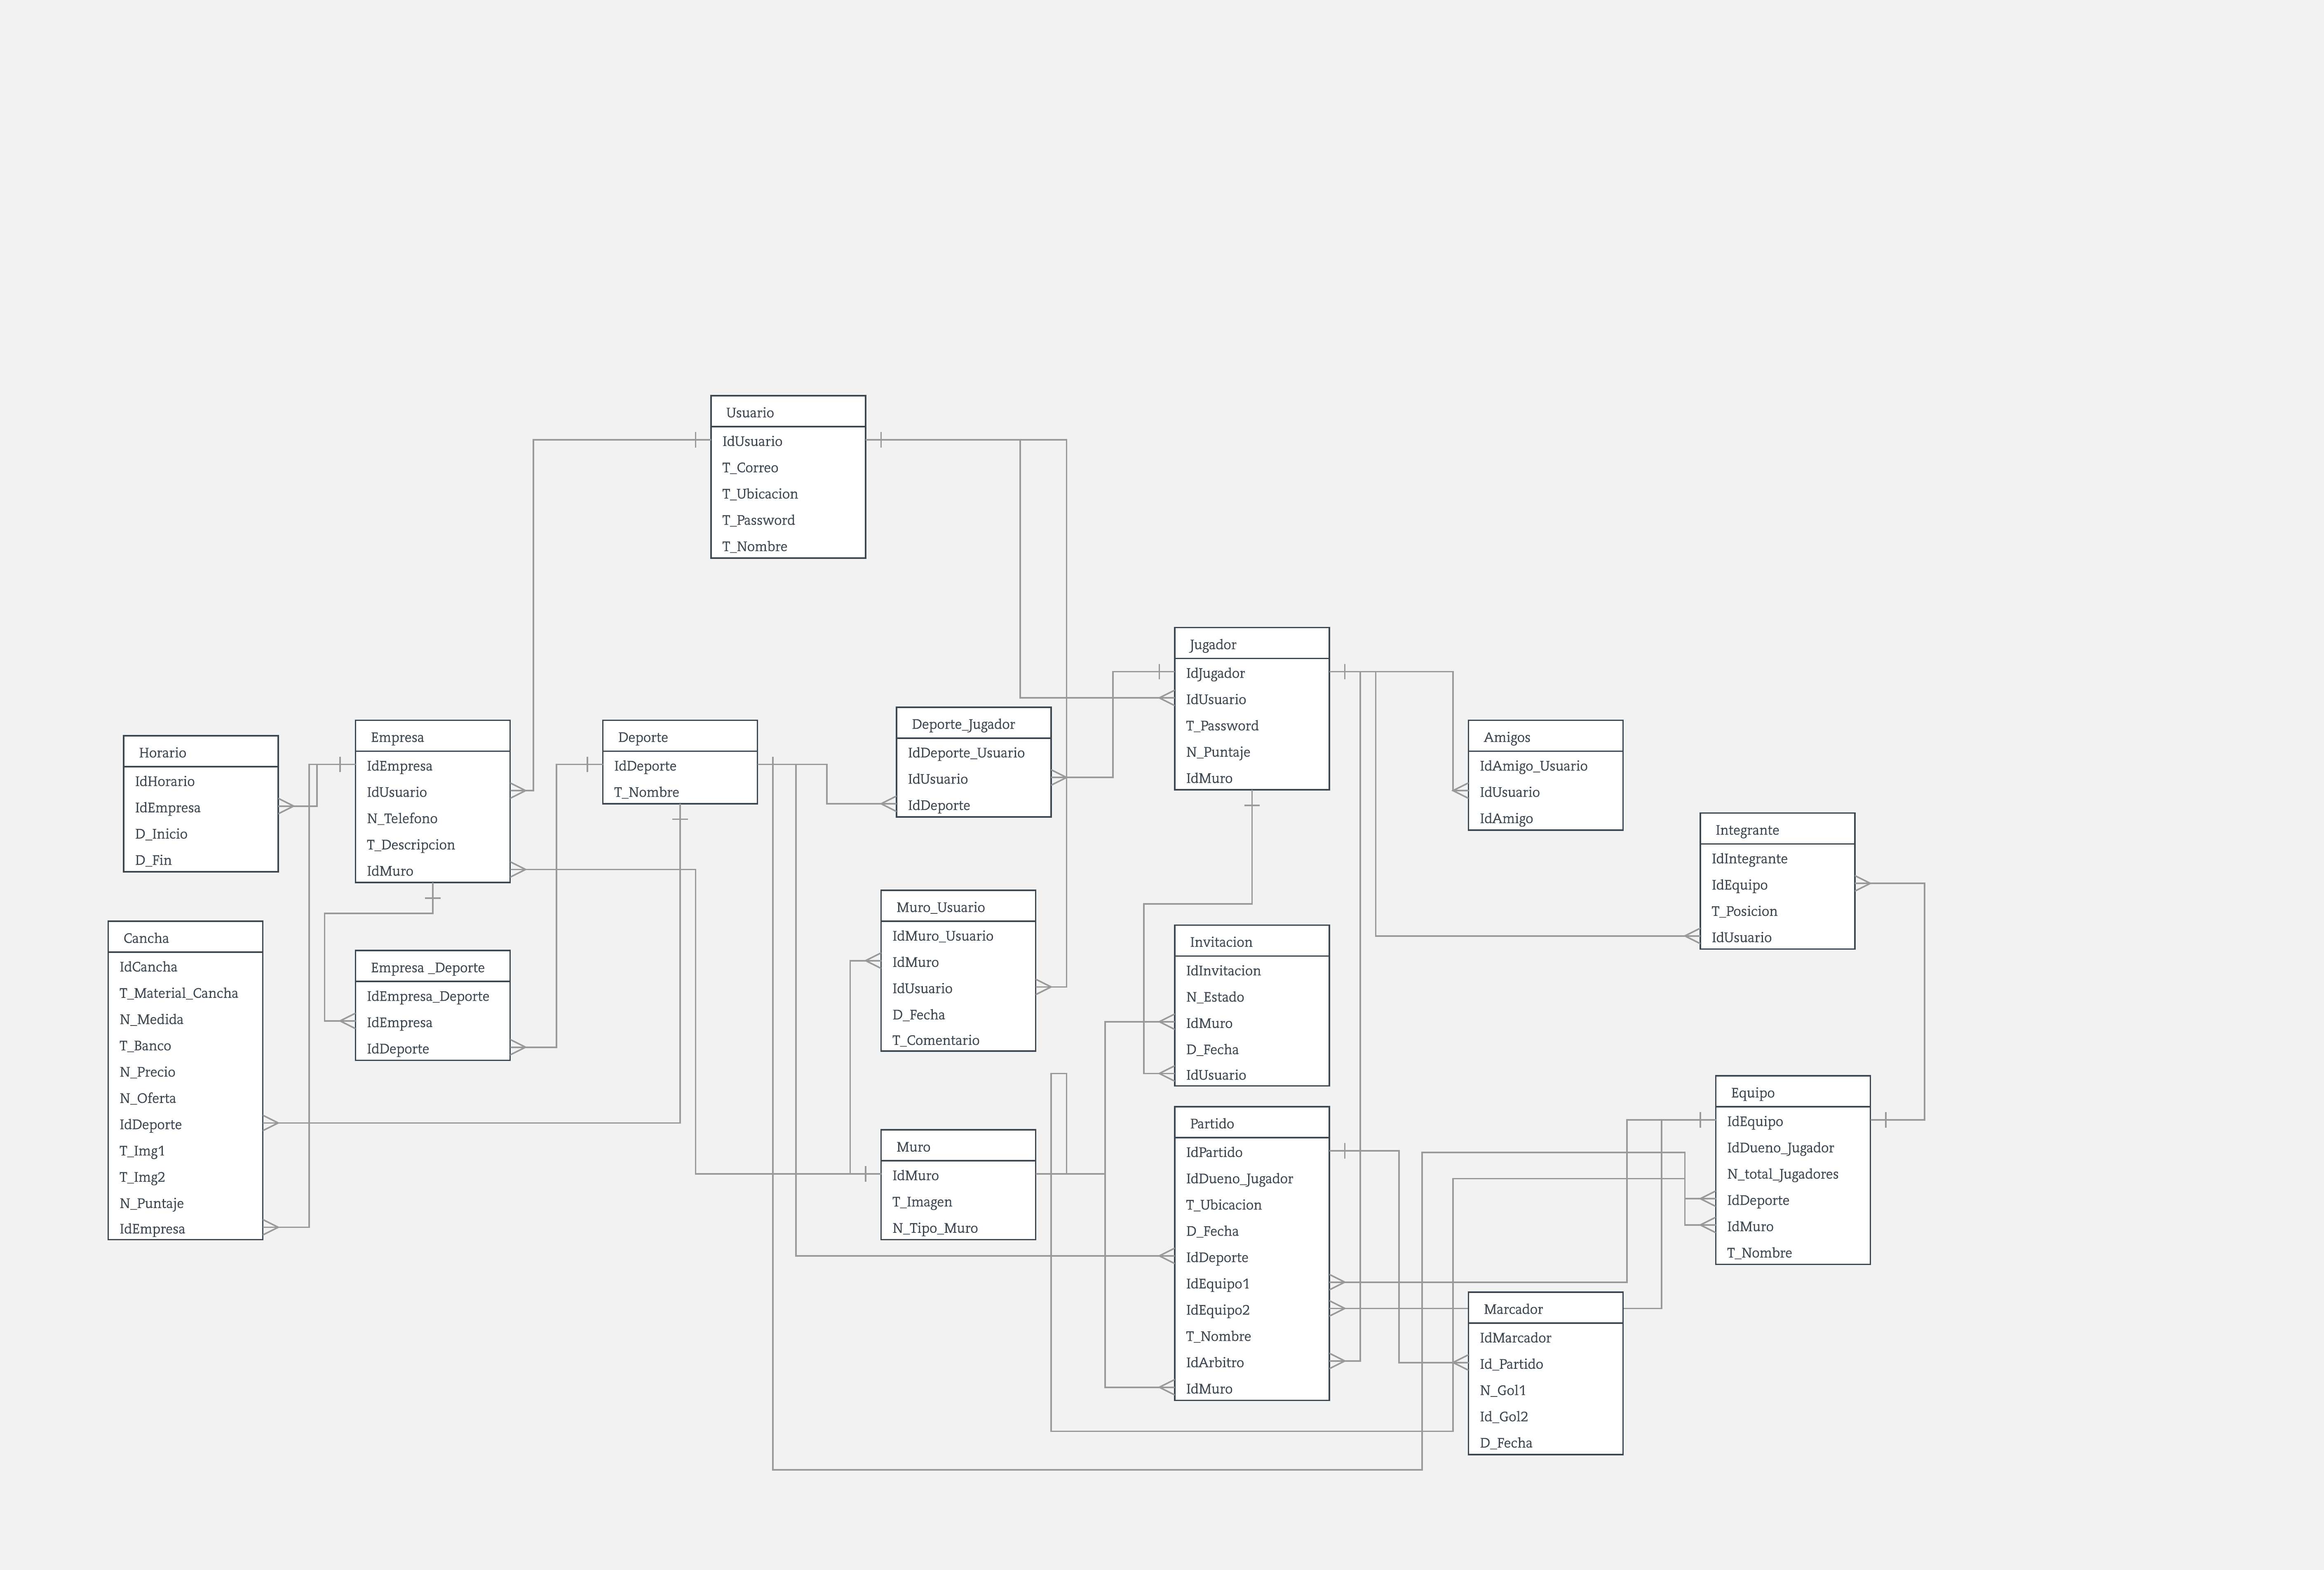 Usuario
IdUsuario
T_Correo
T_Ubicacion
T_Password
T_Nombre
Jugador
IdJugador
IdUsuario
T_Password
N_Puntaje
IdMuro
Deporte_Jugador
IdDeporte_Usuario
IdUsuario
IdDeporte
Horario
IdHorario
IdEmpresa
D_Inicio
D_Fin
Empresa
IdEmpresa
IdUsuario
N_Telefono
T_Descripcion
IdMuro
Deporte
IdDeporte
T_Nombre
Amigos
IdAmigo_Usuario
IdUsuario
IdAmigo
Integrante
IdIntegrante
IdEquipo
T_Posicion
IdUsuario
Cancha
IdCancha
T_Material_Cancha
N_Medida
T_Banco
N_Precio
N_Oferta
IdDeporte
T_Img1
T_Img2
N_Puntaje
IdEmpresa
Empresa _Deporte
IdEmpresa_Deporte
IdEmpresa
IdDeporte
Muro_Usuario
IdMuro_Usuario
IdMuro
IdUsuario
D_Fecha
T_Comentario
Invitacion
IdInvitacion
N_Estado
IdMuro
D_Fecha
IdUsuario
Muro
IdMuro
T_Imagen
N_Tipo_Muro
Partido
IdPartido
IdDueno_Jugador
T_Ubicacion
D_Fecha
IdDeporte
IdEquipo1
IdEquipo2
T_Nombre
IdArbitro
IdMuro
Equipo
IdEquipo
IdDueno_Jugador
N_total_Jugadores
IdDeporte
IdMuro
T_Nombre
Marcador
IdMarcador
Id_Partido
N_Gol1
Id_Gol2
D_Fecha